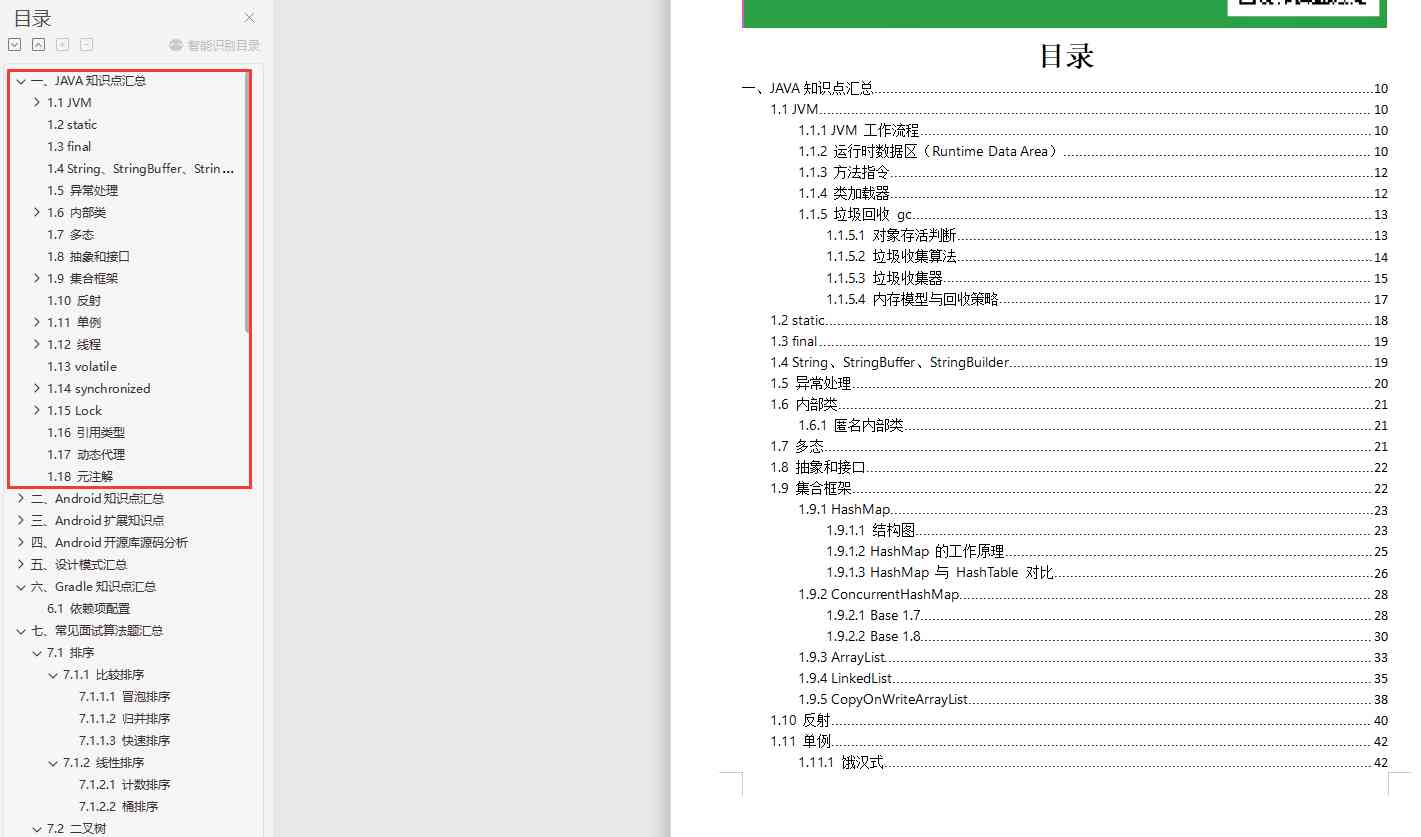 目录
智能识别目录
一、JAVA 知识点汇总
1.1 JVM
1.2 static
1.3 final
1.4 String、StringBuffer、Strin...
1.5 异常处理
1.6 内部类
1.7 多态
1.8 抽象和接口
1.9 集合框架
1.10 反射
1.11 单例
1.12 线程
1.13 volatile
1.14 synchronized
1.15 Lock
1.16 引用类型
1.17 动态代理
1.18 元注解
二、Android 知识点汇总
三、Android 扩展知识点
四、Android 开源库源码分析
五、设计模式汇总
六、Gradle 知识点汇总
6.1 依赖项配置
七、常见面试算法题汇总
7.1 排序
7.1.1 比较排序
7.1.1.1 冒泡排序
7.1.1.2 归并排序
7.1.1.3 快速排序
7.1.2 线性排序
7.1.2.1 计数排序
7.1.2.2 桶排序
7.2 二叉树
目录
一、JAVA 知识点汇总 10
1.1 JVM 10
1.1.1 JVM 工作流程 10
1.1.2 运行时数据区（Runtime Data Area） 10
1.1.3 方法指令 12
1.1.4 类加载器 12
1.1.5 垃圾回收 gc 13
1.1.5.1 对象存活判断 13
1.1.5.2 垃圾收集算法 14
1.1.5.3 垃圾收集器 15
1.1.5.4 内存模型与回收策略 17
1.2 static 18
1.3 final 19
1.4 String、StringBuffer、StringBuilder 19
1.5 异常处理 20
1.6 内部类 21
1.6.1 匿名内部类 21
1.7 多态 21
1.8 抽象和接口 22
1.9 集合框架 22
1.9.1 HashMap 23
1.9.1.1 结构图 23
1.9.1.2 HashMap 的工作原理 25
1.9.1.3 HashMap 与 HashTable 对比 26
1.9.2 ConcurrentHashMap 28
1.9.2.1 Base 1.7 28
1.9.2.2 Base 1.8 30
1.9.3 ArrayList 33
1.9.4 LinkedList 35
1.9.5 CopyOnWriteArrayList 38
1.10 反射 40
1.11 单例 42
1.11.1 饿汉式 42